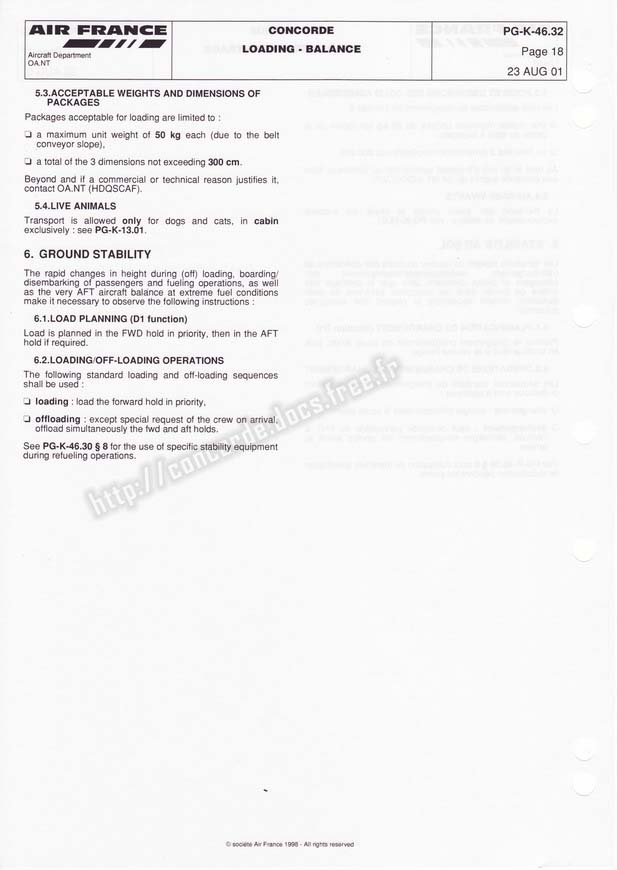 AIR FRANCE
Aircraft Department
OA.NT
CONCORDE
LOADING - BALANCE
PG-K-46.32
Page 18
23 AUG 01
5.3.ACCEPTABLE WEIGHTS AND DIMENSIONS OF
PACKAGES
Packages acceptable for loading are limited to :
❑ a maximum unit weight of 50 kg each (due to the belt
conveyor slope),
❑ a total of the 3 dimensions not exceeding 300 cm.
Beyond and if a commercial or technical reason justifies it,
contact OA.NT (HDQSCAF).
5.4.LIVE ANIMALS
Transport is allowed only for dogs and cats, in cabin
exclusively : see PG-K-13.01.
6. GROUND STABILITY
The rapid changes in height during (off) loading, boarding/
disembarking of passengers and fueling operations, as well
as the very AFT aircraft balance at extreme fuel conditions
make it necessary to observe the following instructions :
6.1.LOAD PLANNING (D1 function)
Load is planned in the FWD hold in priority, then in the AFT
hold if required.
6.2.LOADING/OFF-LOADING OPERATIONS
The following standard loading and off-loading sequences
shall be used :
❑ loading : load the forward hold in priority,
❑ offloading : except special request of the crew on arrival,
offload simultaneously the fwd and aft holds.
See PG-K-46.30 § 8 for the use of specific stability equipment
during refueling operations.
http://concorde.docs.free.fr
© société Air France 1998 - All rights reserved